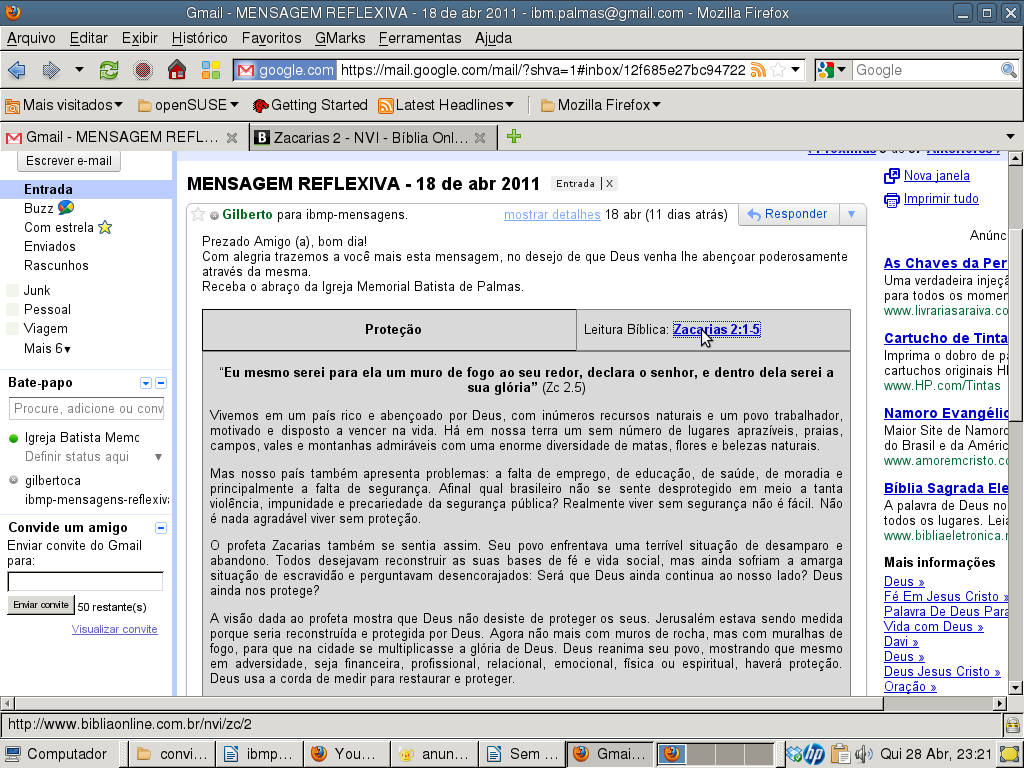 Gmail - MENSAGEM REFLEXIVA - 18 de abr 2011 - ibm.palmas@gmail.com - Mozilla Firefox
Arquivo Editar Exibir Histórico Favoritos GMarks Ferramentas Ajuda
google.com https://mail.google.com/mail/?shva=1#inbox/12f685e27bc94722 Google
Mais visitados openSUSE Getting Started Latest Headlines Mozilla Firefox
Gmail - MENSAGEM REFL... Zacarias 2 - NVI - Bíblia Onl...
Escrever e-mail
Entrada
Buzz
Com estrela
Enviados
Rascunhos
Junk
Pessoal
Viagem
Mais 6▾
Bate-papo
Procure, adicione ou conv
Igreja Batista Memo
Definir status aqui
gilbertoca
ibmp-mensagens-reflexiva
Convide um amigo
Enviar convite do Gmail
para:
Enviar convite 50 restante(s)
Visualizar convite
MENSAGEM REFLEXIVA - 18 de abr 2011 Entrada | X
Gilberto para ibmp-mensagens. mostrar detalhes 18 abr (11 dias atrás) Responder
Prezado Amigo (a), bom dia!
Com alegria trazemos a você mais esta mensagem, no desejo de que Deus venha lhe abençoar poderosamente
através da mesma.
Receba o abraço da Igreja Memorial Batista de Palmas.
Proteção Leitura Bíblica: Zacarias 2:1-5
“Eu mesmo serei para ela um muro de fogo ao seu redor, declara o senhor, e dentro dela serei a
sua glória” (Zc 2.5)
Vivemos em um país rico e abençoado por Deus, com inúmeros recursos naturais e um povo trabalhador,
motivado e disposto a vencer na vida. Há em nossa terra um sem número de lugares aprazíveis, praias,
campos, vales e montanhas admiráveis com uma enorme diversidade de matas, flores e belezas naturais.
Mas nosso país também apresenta problemas: a falta de emprego, de educação, de saúde, de moradia e
principalmente a falta de segurança. Afinal qual brasileiro não se sente desprotegido em meio a tanta
violência, impunidade e precariedade da segurança pública? Realmente viver sem segurança não é fácil. Não
é nada agradável viver sem proteção.
O profeta Zacarias também se sentia assim. Seu povo enfrentava uma terrível situação de desamparo e
abandono. Todos desejavam reconstruir as suas bases de fé e vida social, mas ainda sofriam a amarga
situação de escravidão e perguntavam desencorajados: Será que Deus ainda continua ao nosso lado? Deus
ainda nos protege?
A visão dada ao profeta mostra que Deus não desiste de proteger os seus. Jerusalém estava sendo medida
porque seria reconstruída e protegida por Deus. Agora não mais com muros de rocha, mas com muralhas de
fogo, para que na cidade se multiplicasse a glória de Deus. Deus reanima seu povo, mostrando que mesmo
em adversidade, seja financeira, profissional, relacional, emocional, física ou espiritual, haverá proteção.
Deus usa a corda de medir para restaurar e proteger.
Nova janela
Imprimir tudo
Anúnc
As Chaves da Per
Uma verdadeira injeçã
para todos os momen
www.livrariasaraiva.co
Cartucho de Tinta
Imprima o dobro de pa
cartuchos originais H
www.HP.com/Tintas
Namoro Evangélic
Maior Site de Namoro
do Brasil e da Améric
www.amoremcristo.co
Bíblia Sagrada Ele
A palavra de Deus no
todos os lugares. Leia
www.bibliaeletronica.n
Mais informações
Deus »
Fé Em Jesus Cristo »
Palavra De Deus Para
Vida com Deus »
Davi »
Deus »
Deus Jesus Cristo »
Oração »
http://www.bibliaonline.com.br/nvi/zc/2
Computador convi... ibmp... You... anun... Sem ... Gmai... hp Qui 28 Abr, 23:21